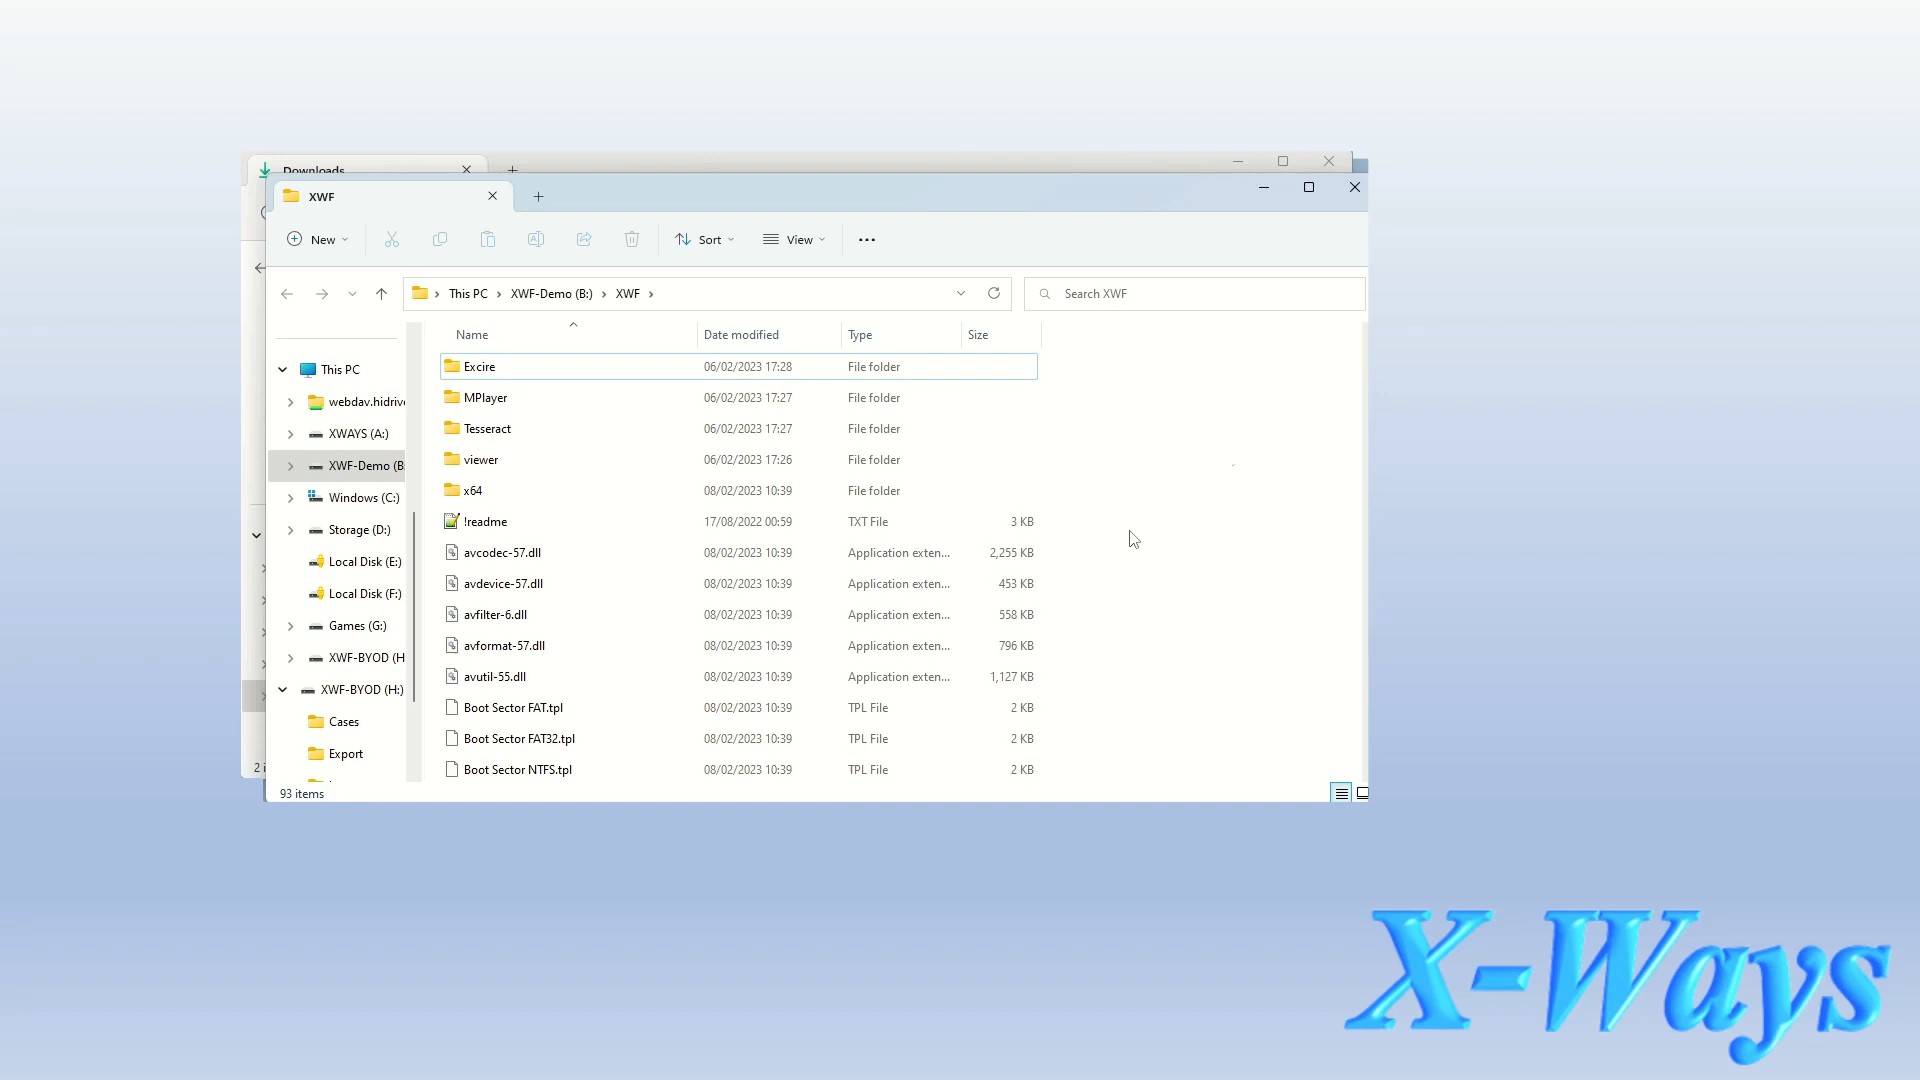 Downloads
XWF
New
Sort
View
This PC
XWF-Demo (B:)
XWF
Search XWF
Name
Date modified
Type
Size
Excire 06/02/2023 17:28 File folder
MPlayer 06/02/2023 17:27 File folder
Tesseract 06/02/2023 17:27 File folder
viewer 06/02/2023 17:26 File folder
x64 08/02/2023 10:39 File folder
!readme 17/08/2022 00:59 TXT File 3 KB
avcodec-57.dll 08/02/2023 10:39 Application exten... 2,255 KB
avdevice-57.dll 08/02/2023 10:39 Application exten... 453 KB
avfilter-6.dll 08/02/2023 10:39 Application exten... 558 KB
avformat-57.dll 08/02/2023 10:39 Application exten... 796 KB
avutil-55.dll 08/02/2023 10:39 Application exten... 1,127 KB
Boot Sector FAT.tpl 08/02/2023 10:39 TPL File 2 KB
Boot Sector FAT32.tpl 08/02/2023 10:39 TPL File 2 KB
Boot Sector NTFS.tpl 08/02/2023 10:39 TPL File 2 KB
This PC
webdav.hidrive
XWAYS (A:)
XWF-Demo (B
Windows (C:)
Storage (D:)
Local Disk (E:)
Local Disk (F:)
Games (G:)
XWF-BYOD (H
XWF-BYOD (H:)
Cases
Export
2 i
93 items
X-Ways